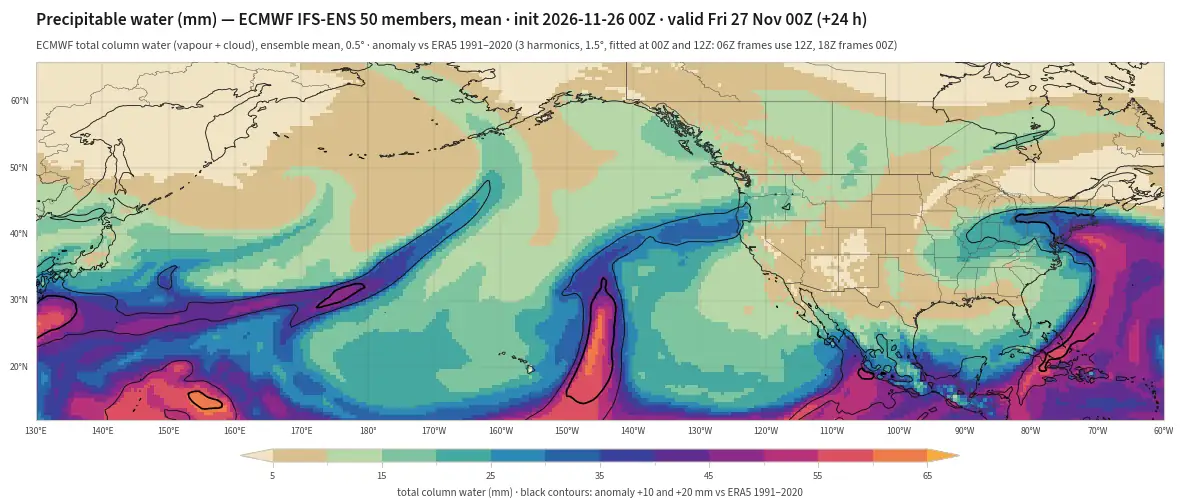 Precipitable water (mm) — ECMWF IFS-ENS 50 members, mean · init 2026-11-26 00Z · valid Fri 27 Nov 00Z (+24 h)
ECMWF total column water (vapour + cloud), ensemble mean, 0.5° · anomaly vs ERA5 1991–2020 (3 harmonics, 1.5°, fitted at 00Z and 12Z: 06Z frames use 12Z, 18Z frames 00Z)
60°N
50°N
40°N
30°N
20°N
130°E 140°E 150°E 160°E 170°E 180° 170°W 160°W 150°W 140°W 130°W 120°W 110°W 100°W 90°W 80°W 70°W 60°W
5 15 25 35 45 55 65
total column water (mm) · black contours: anomaly +10 and +20 mm vs ERA5 1991–2020